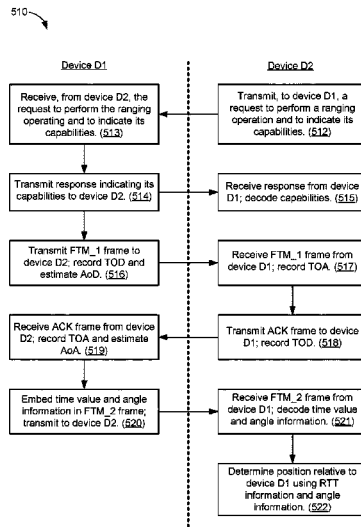 510
Device D1
Device D2
Receive, from device D2, the
request to perform the ranging
operating and to indicate its
capabilities. (513)
Transmit, to device D1, a
request to perform a ranging
operation and to indicate its
capabilities. (512)
Transmit response indicating its
capabilities to device D2. (514)
Receive response from device
D1; decode capabilities. (515)
Transmit FTM_1 frame to
device D2; record TOD and
estimate AoD. (516)
Receive FTM_1 frame from
device D1; record TOA. (517)
Receive ACK frame from device
D2; record TOA and estimate
AoA. (519)
Transmit ACK frame to device
D1; record TOD. (518)
Embed time value and angle
information in FTM_2 frame;
transmit to device D2. (520)
Receive FTM_2 frame from
device D1; decode time value
and angle information. (521)
Determine position relative to
device D1 using RTT
information and angle
information. (522)